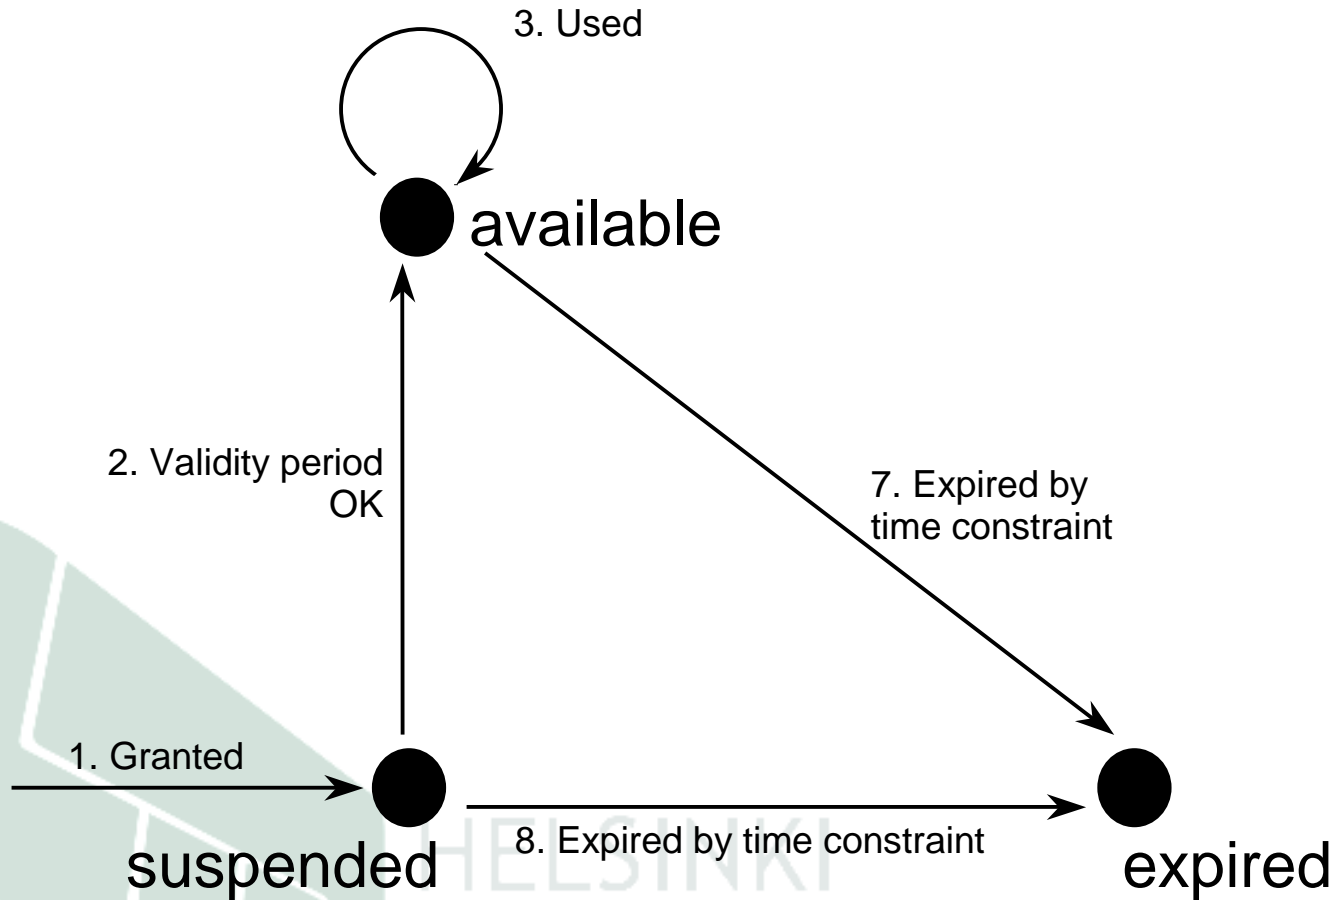 3. Used
available
2. Validity period
OK
7. Expired by
time constraint
1. Granted
8. Expired by time constraint
suspended
HELSINKI
expired